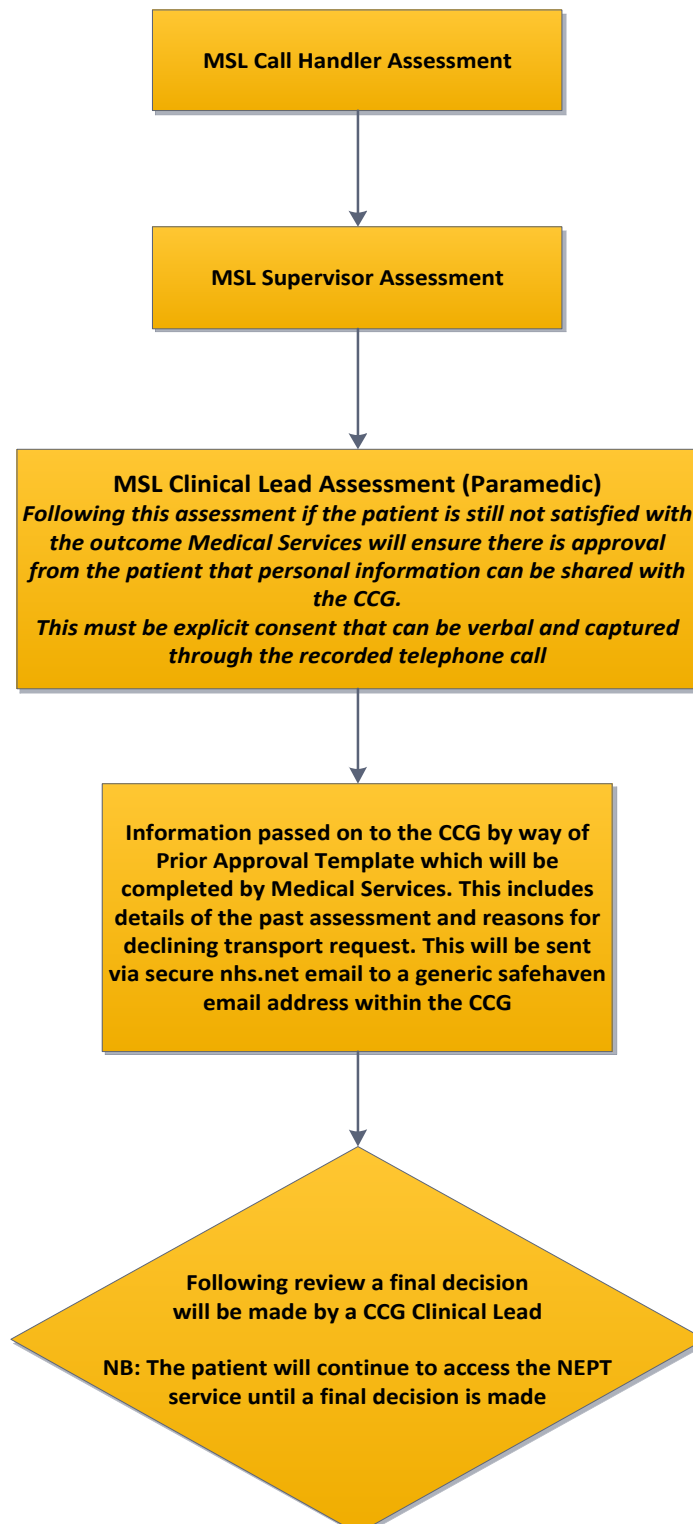 MSL Call Handler Assessment
MSL Supervisor Assessment
MSL Clinical Lead Assessment (Paramedic)
Following this assessment if the patient is still not satisfied with
the outcome Medical Services will ensure there is approval
from the patient that personal information can be shared with
the CCG.
This must be explicit consent that can be verbal and captured
through the recorded telephone call
Information passed on to the CCG by way of
Prior Approval Template which will be
completed by Medical Services. This includes
details of the past assessment and reasons for
declining transport request. This will be sent
via secure nhs.net email to a generic safehaven
email address within the CCG
Following review a final decision
will be made by a CCG Clinical Lead
NB: The patient will continue to access the NEPT
service until a final decision is made